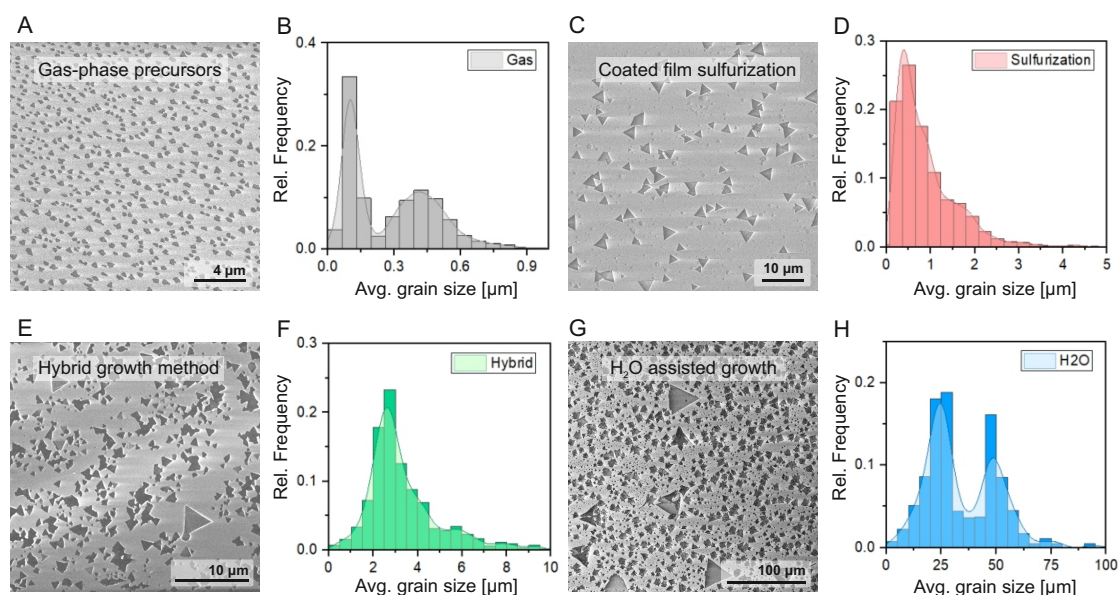 A
Gas-phase precursors
4 µm
B
Gas
Rel. Frequency
0.4
0.2
0.0
0.0 0.3 0.6 0.9
Avg. grain size [µm]
C
Coated film sulfurization
10 µm
D
Sulfurization
Rel. Frequency
0.3
0.2
0.1
0.0
0 1 2 3 4 5
Avg. grain size [µm]
E
Hybrid growth method
10 µm
F
Hybrid
Rel. Frequency
0.3
0.2
0.1
0.0
0 2 4 6 8 10
Avg. grain size [µm]
G
H₂O assisted growth
100 µm
H
H2O
Rel. Frequency
0.2
0.1
0.0
0 25 50 75 100
Avg. grain size [µm]